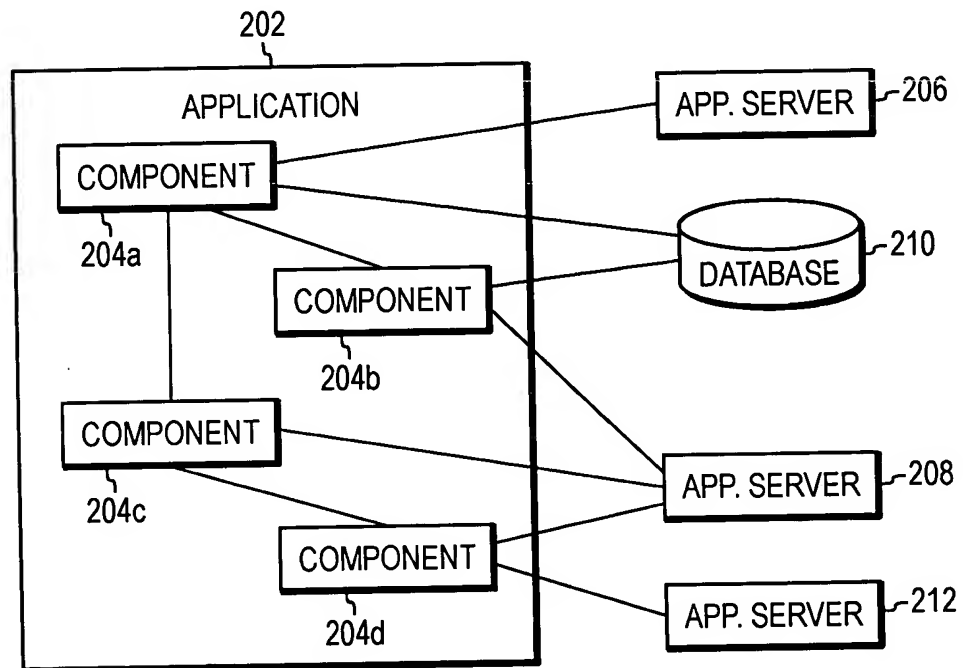 202
APPLICATION
APP. SERVER
206
COMPONENT
204a
DATABASE
210
COMPONENT
204b
COMPONENT
204c
APP. SERVER
208
COMPONENT
204d
APP. SERVER
212